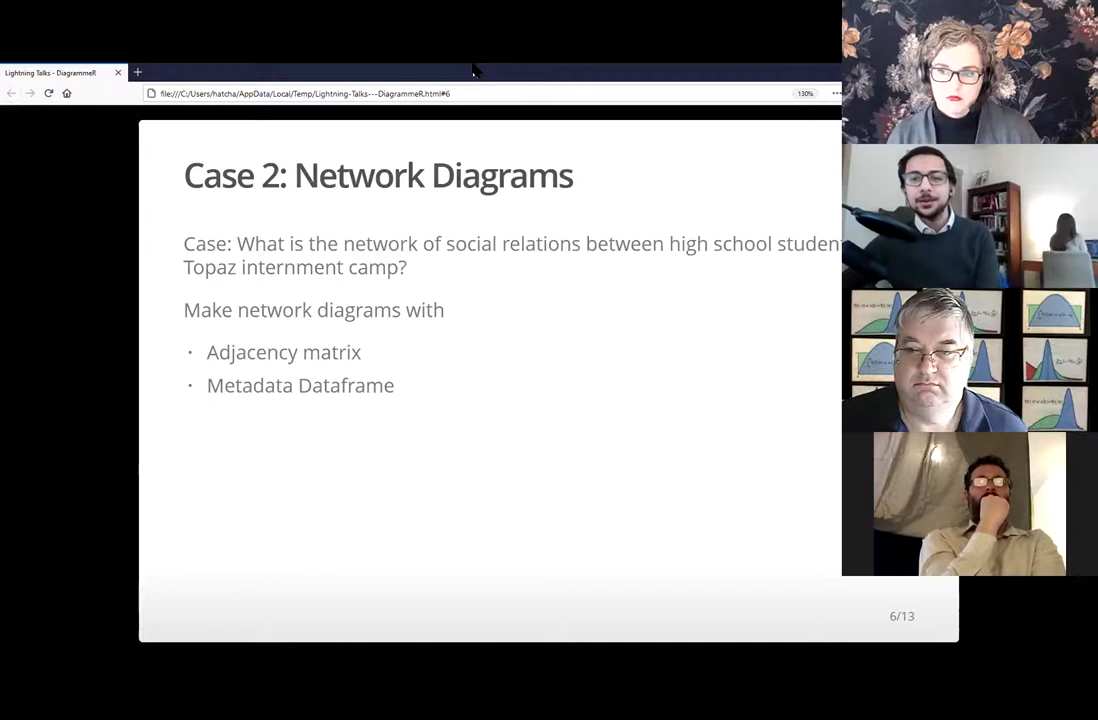 Lightning Talks - DiagrammeR
file:///C:/Users/hatcha/AppData/Local/Temp/Lightning-Talks---DiagrammeR.html#6
130%
Case 2: Network Diagrams
Case: What is the network of social relations between high school studen
Topaz internment camp?
Make network diagrams with
· Adjacency matrix
· Metadata Dataframe
6/13